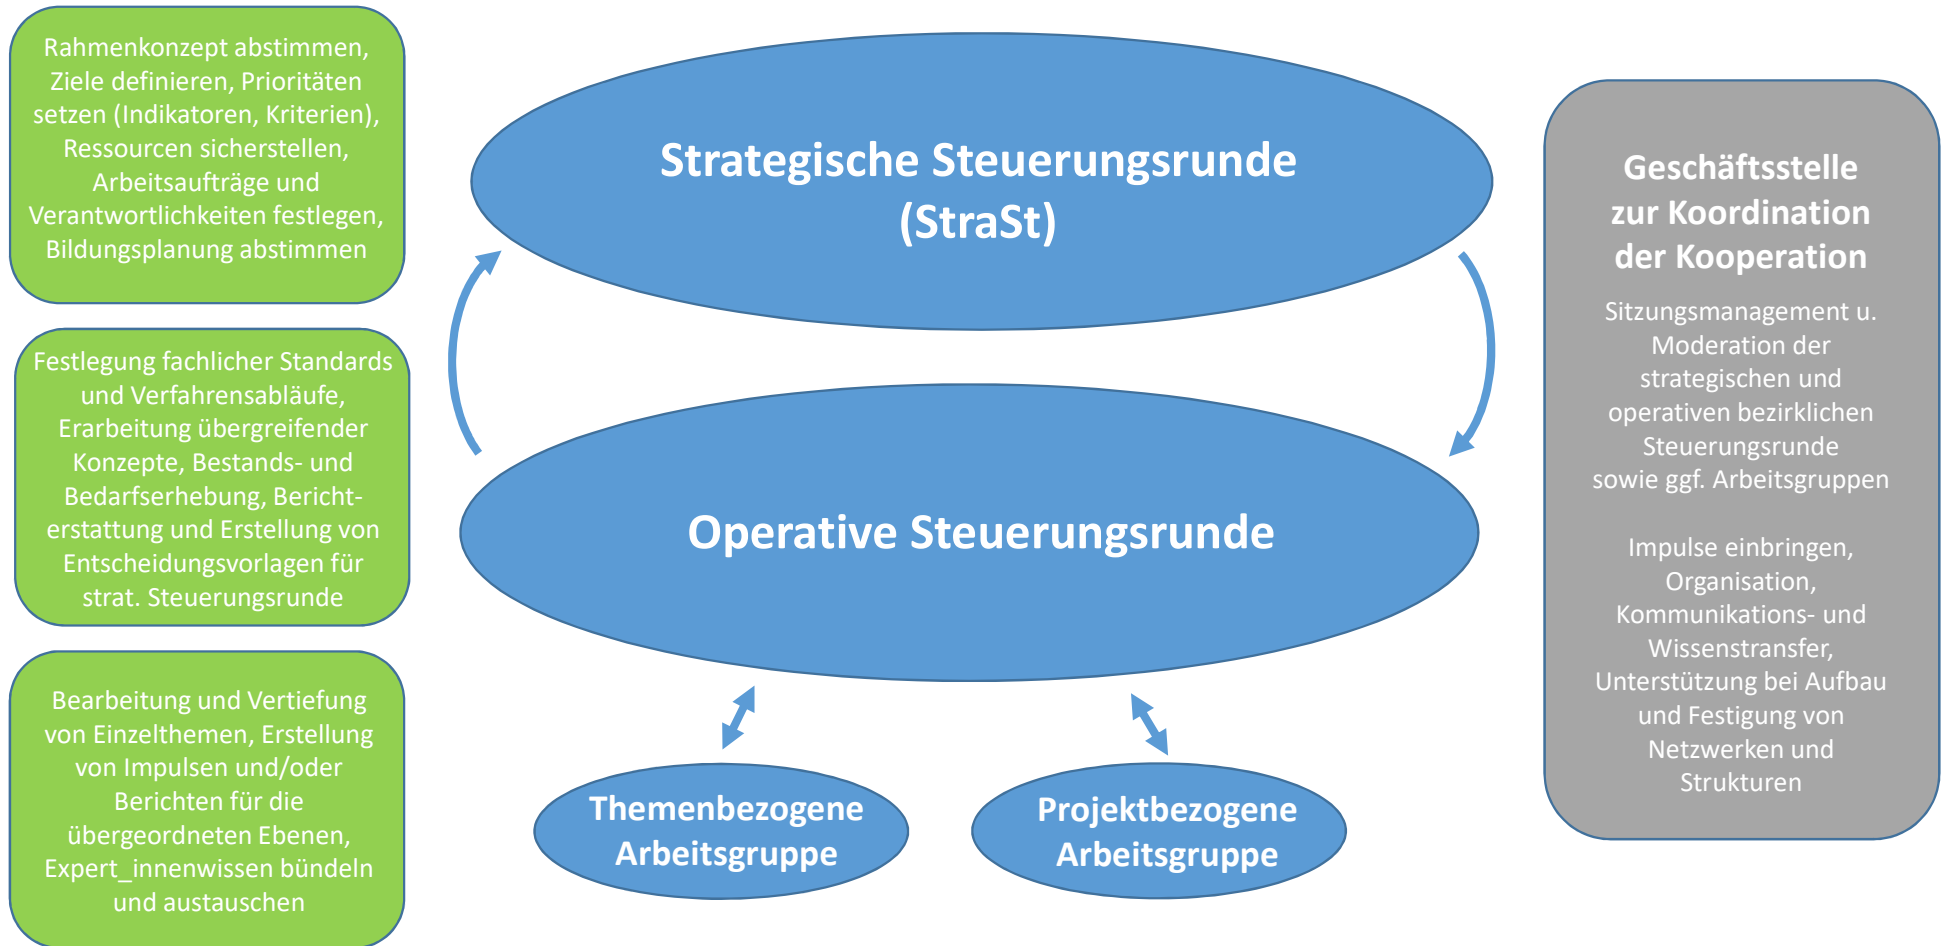 Rahmenkonzept abstimmen,
Ziele definieren, Prioritäten
setzen (Indikatoren, Kriterien),
Ressourcen sicherstellen,
Arbeitsaufträge und
Verantwortlichkeiten festlegen,
Bildungsplanung abstimmen
Festlegung fachlicher Standards
und Verfahrensabläufe,
Erarbeitung übergreifender
Konzepte, Bestands- und
Bedarfserhebung, Bericht-
erstattung und Erstellung von
Entscheidungsvorlagen für
strat. Steuerungsrunde
Bearbeitung und Vertiefung
von Einzelthemen, Erstellung
von Impulsen und/oder
Berichten für die
übergeordneten Ebenen,
Expert_innenwissen bündeln
und austauschen
Strategische Steuerungsrunde
(StraSt)
Operative Steuerungsrunde
Themenbezogene
Arbeitsgruppe
Projektbezogene
Arbeitsgruppe
Geschäftsstelle
zur Koordination
der Kooperation
Sitzungsmanagement u.
Moderation der
strategischen und
operativen bezirklichen
Steuerungsrunde
sowie ggf. Arbeitsgruppen
Impulse einbringen,
Organisation,
Kommunikations- und
Wissenstransfer,
Unterstützung bei Aufbau
und Festigung von
Netzwerken und
Strukturen